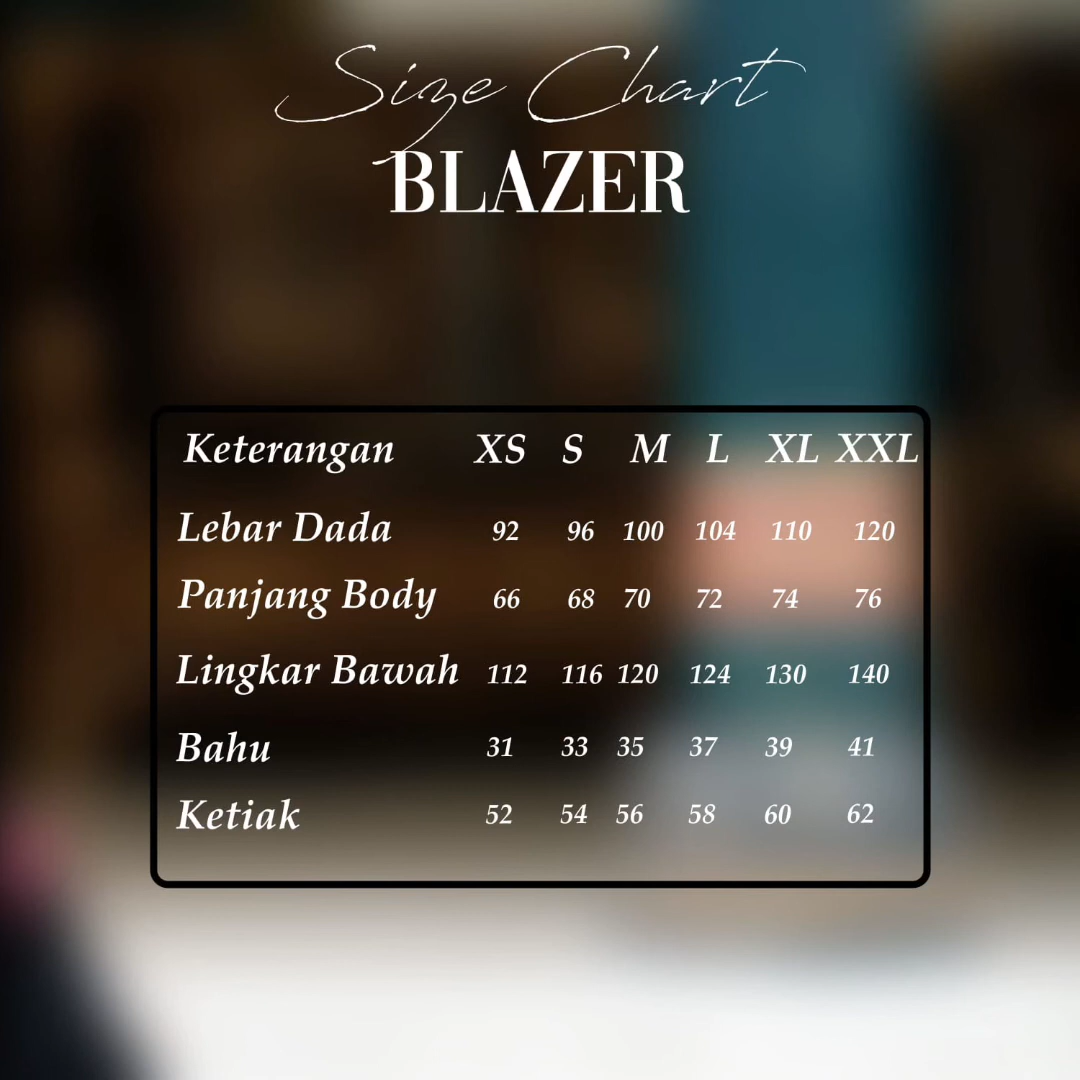 Size Chart
BLAZER
Keterangan XS S M L XL XXL
Lebar Dada 92 96 100 104 110 120
Panjang Body 66 68 70 72 74 76
Lingkar Bawah 112 116 120 124 130 140
Bahu 31 33 35 37 39 41
Ketiak 52 54 56 58 60 62